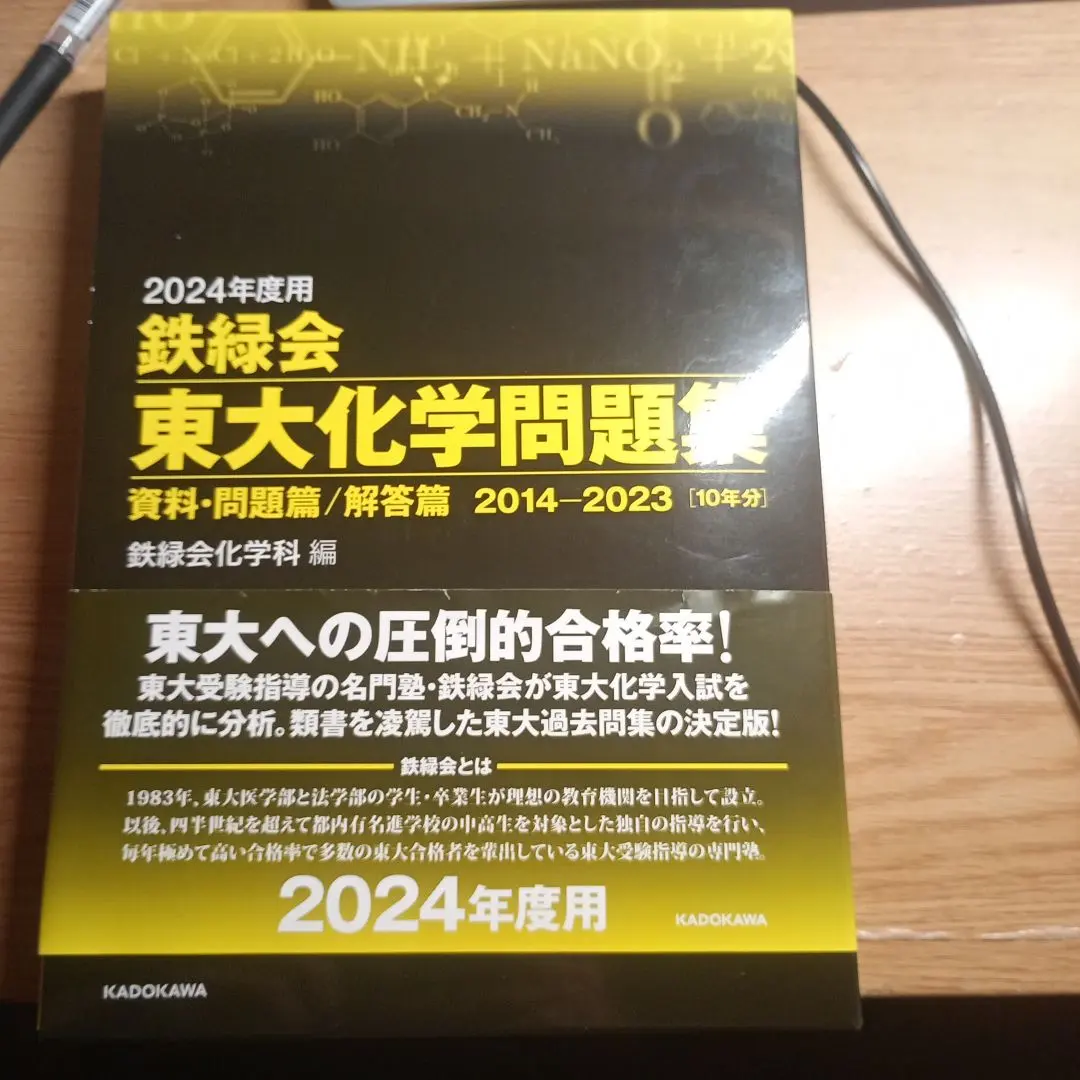 Cl + 2H
NH2 + NaNO2 + 2
HO
HO
CH2
CH3
O
2024年度用
鉄緑会
東大化学問題集
資料・問題篇/解答篇 2014–2023 [10年分]
鉄緑会化学科 編
東大への圧倒的合格率!
東大受験指導の名門塾・鉄緑会が東大化学入試を
徹底的に分析。類書を凌駕した東大過去問集の決定版!
鉄緑会とは
1983年、東大医学部と法学部の学生・卒業生が理想の教育機関を目指して設立。
以後、四半世紀を超えて都内有名進学校の中高生を対象とした独自の指導を行い、
毎年極めて高い合格率で多数の東大合格者を輩出している東大受験指導の専門塾。
2024年度用
KADOKAWA
KADOKAWA